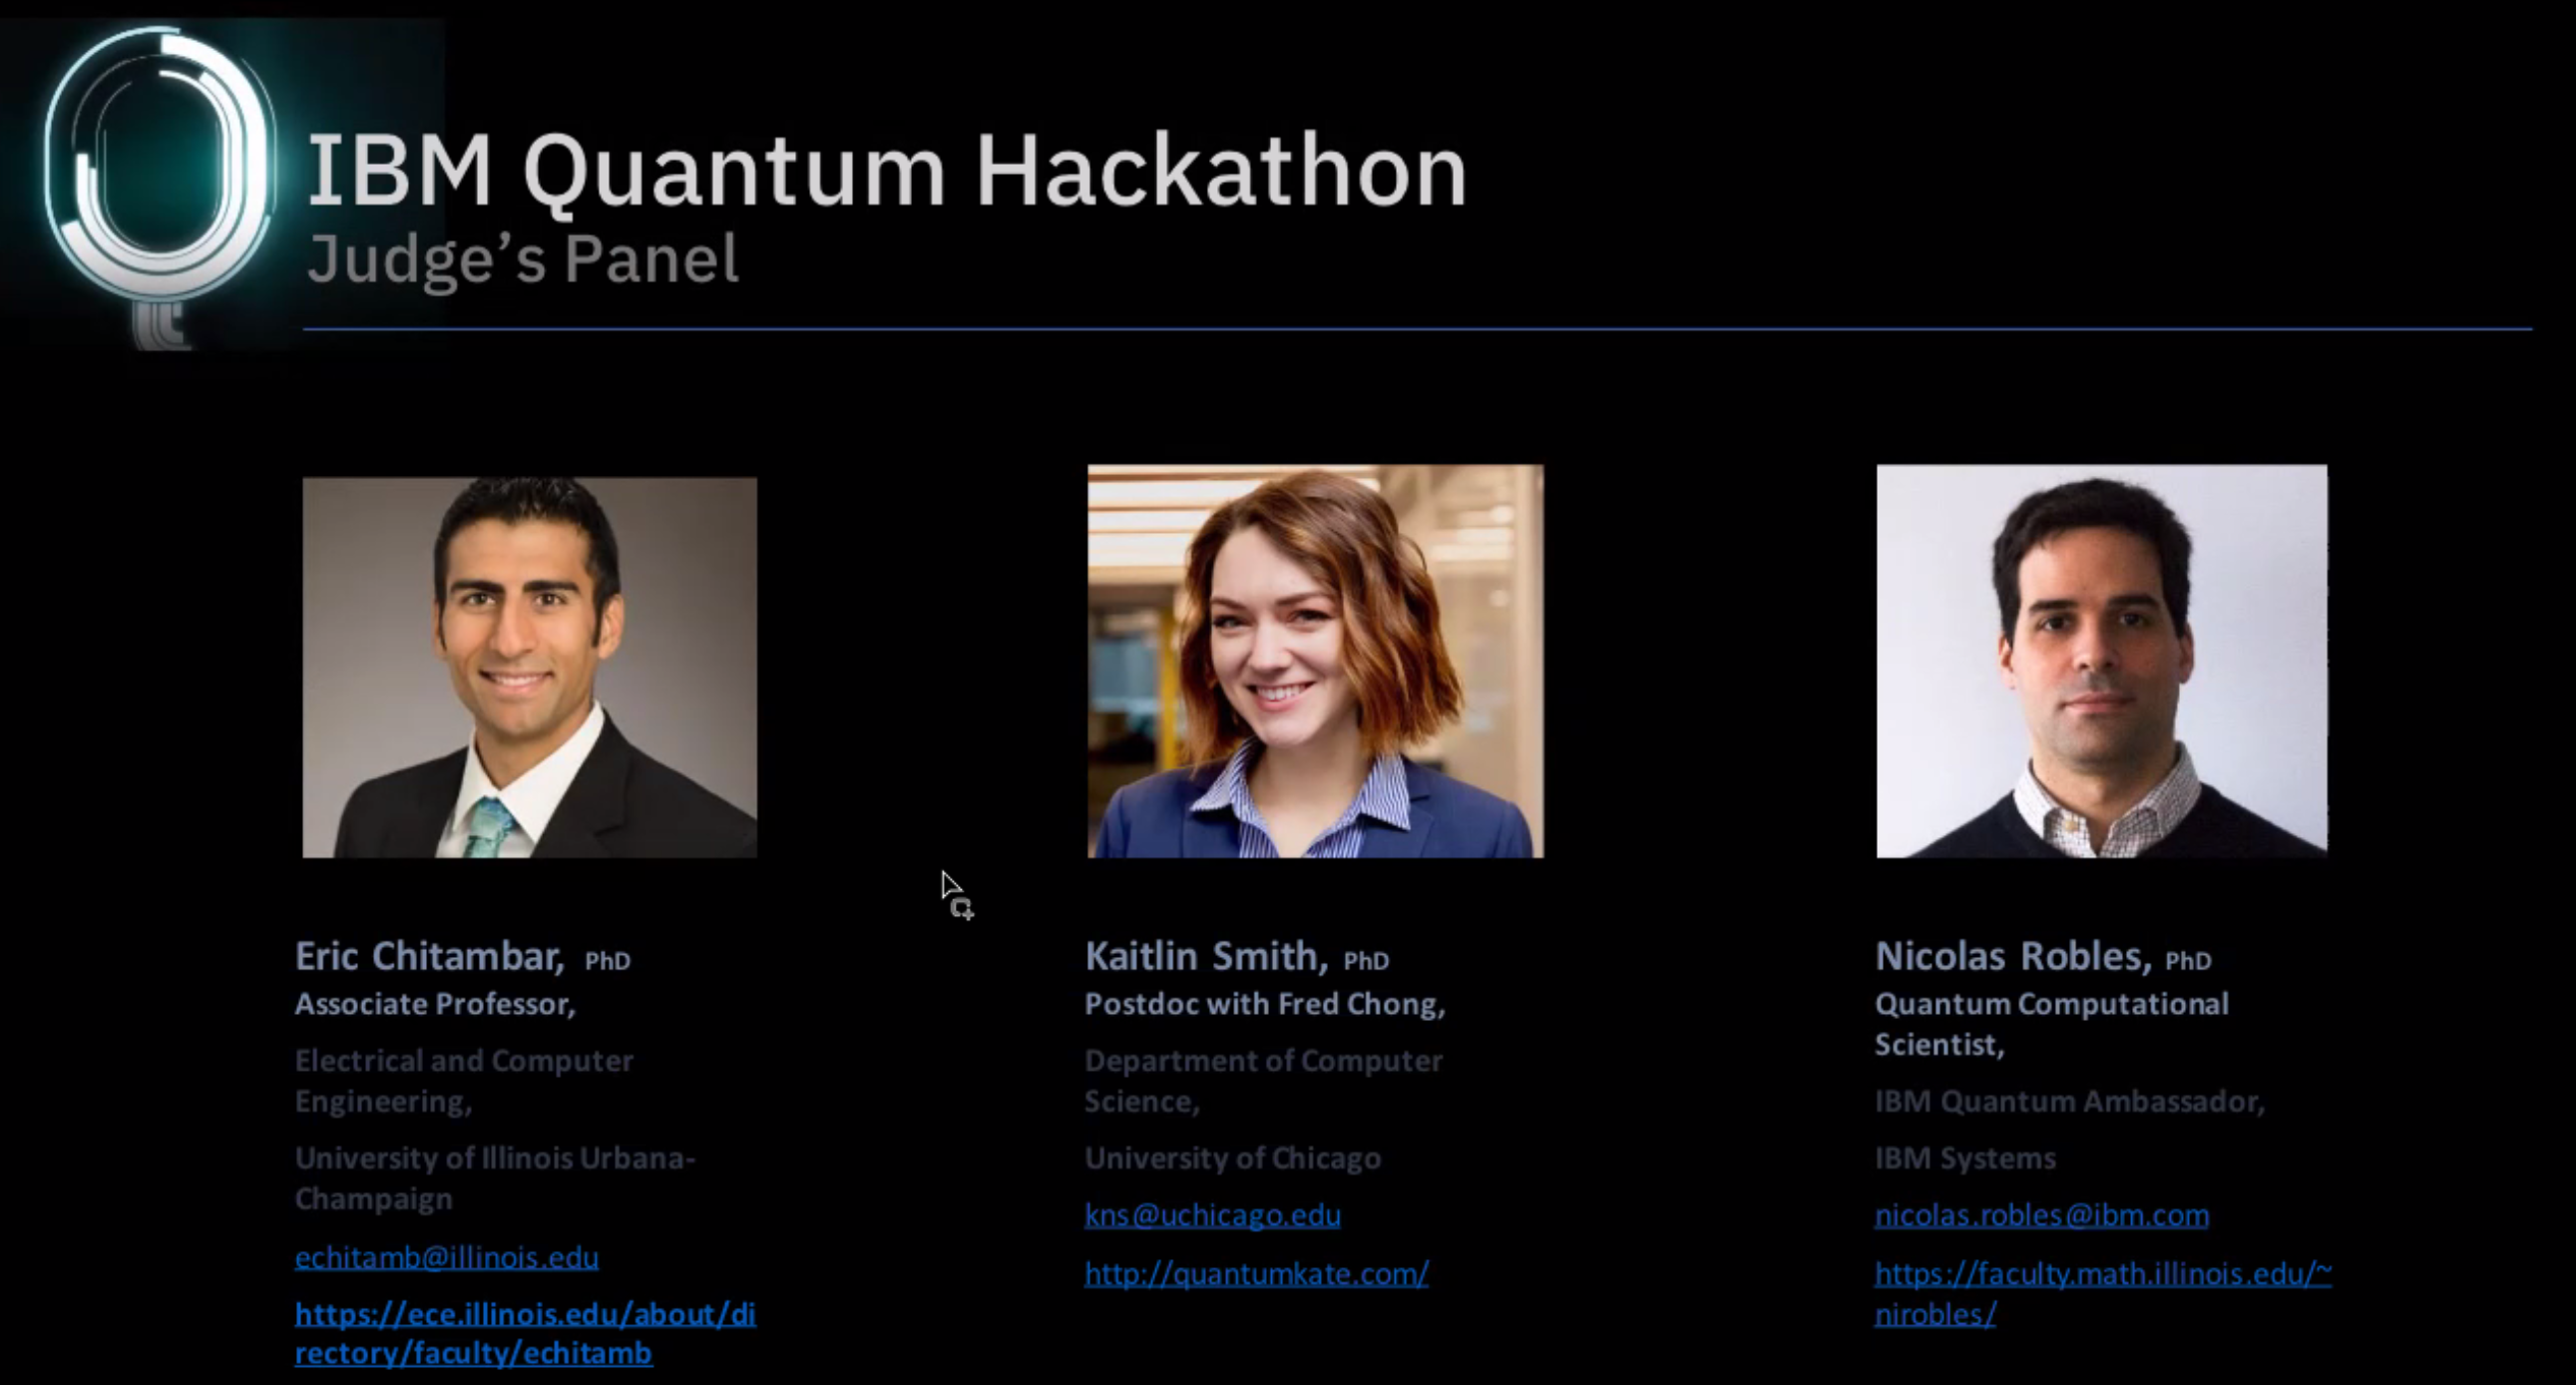 IBM Quantum Hackathon
Judge’s Panel
Eric Chitambar, PhD
Associate Professor,
Electrical and Computer
Engineering,
University of Illinois Urbana-
Champaign
echitamb@illinois.edu
https://ece.illinois.edu/about/di
rectory/faculty/echitamb
Kaitlin Smith, PhD
Postdoc with Fred Chong,
Department of Computer
Science,
University of Chicago
kns@uchicago.edu
http://quantumkate.com/
Nicolas Robles, PhD
Quantum Computational
Scientist,
IBM Quantum Ambassador,
IBM Systems
nicolas.robles@ibm.com
https://faculty.math.illinois.edu/~
nirobles/